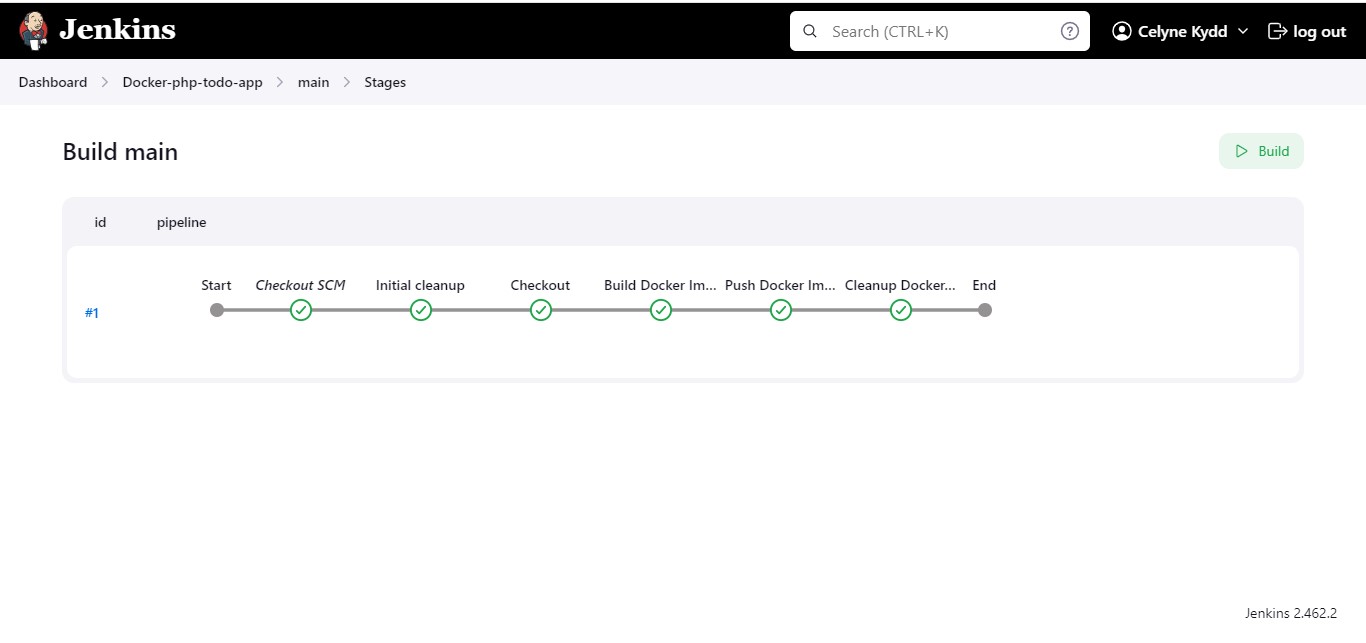 Jenkins
Search (CTRL+K)
?
Celyne Kydd
log out
Dashboard > Docker-php-todo-app > main > Stages
Build main
Build
id pipeline
Start Checkout SCM Initial cleanup Checkout Build Docker Im... Push Docker Im... Cleanup Docker... End
#1
Jenkins 2.462.2